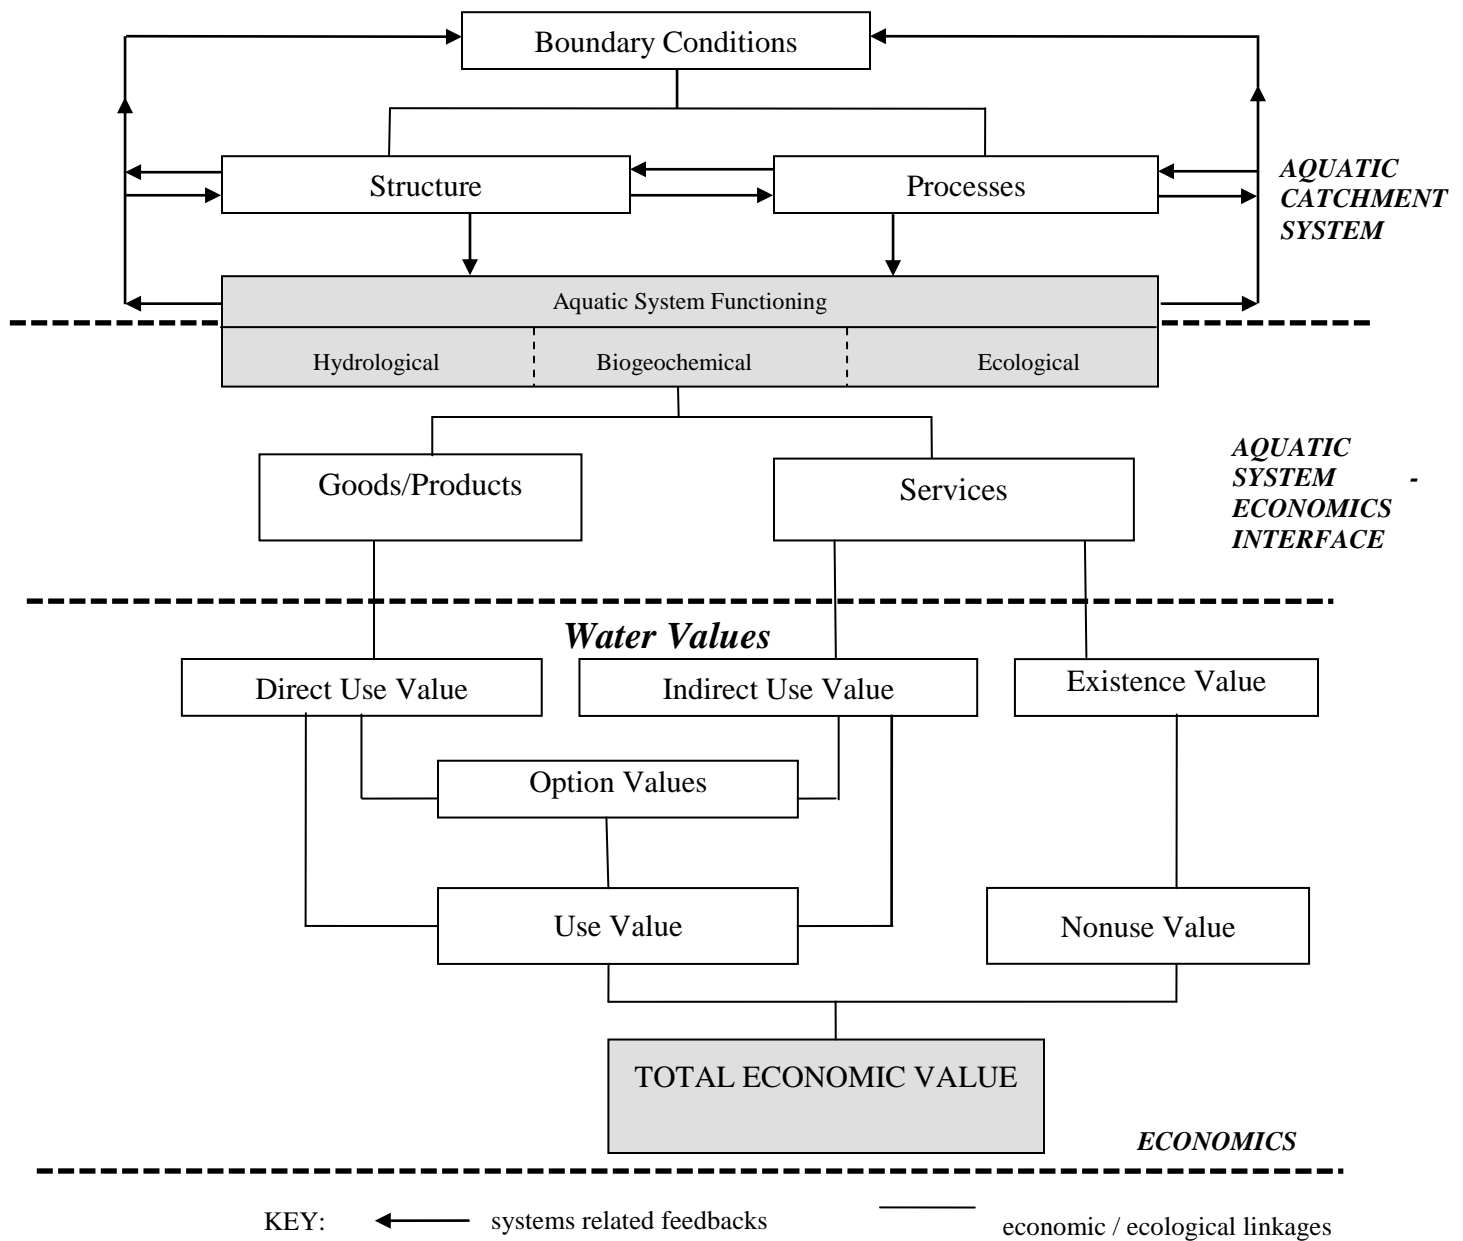 Boundary Conditions
Structure
Processes
AQUATIC
CATCHMENT
SYSTEM
Aquatic System Functioning
Hydrological
Biogeochemical
Ecological
Goods/Products
Services
AQUATIC
SYSTEM -
ECONOMICS
INTERFACE
Water Values
Direct Use Value
Indirect Use Value
Existence Value
Option Values
Use Value
Nonuse Value
TOTAL ECONOMIC VALUE
ECONOMICS
KEY:
systems related feedbacks
economic / ecological linkages